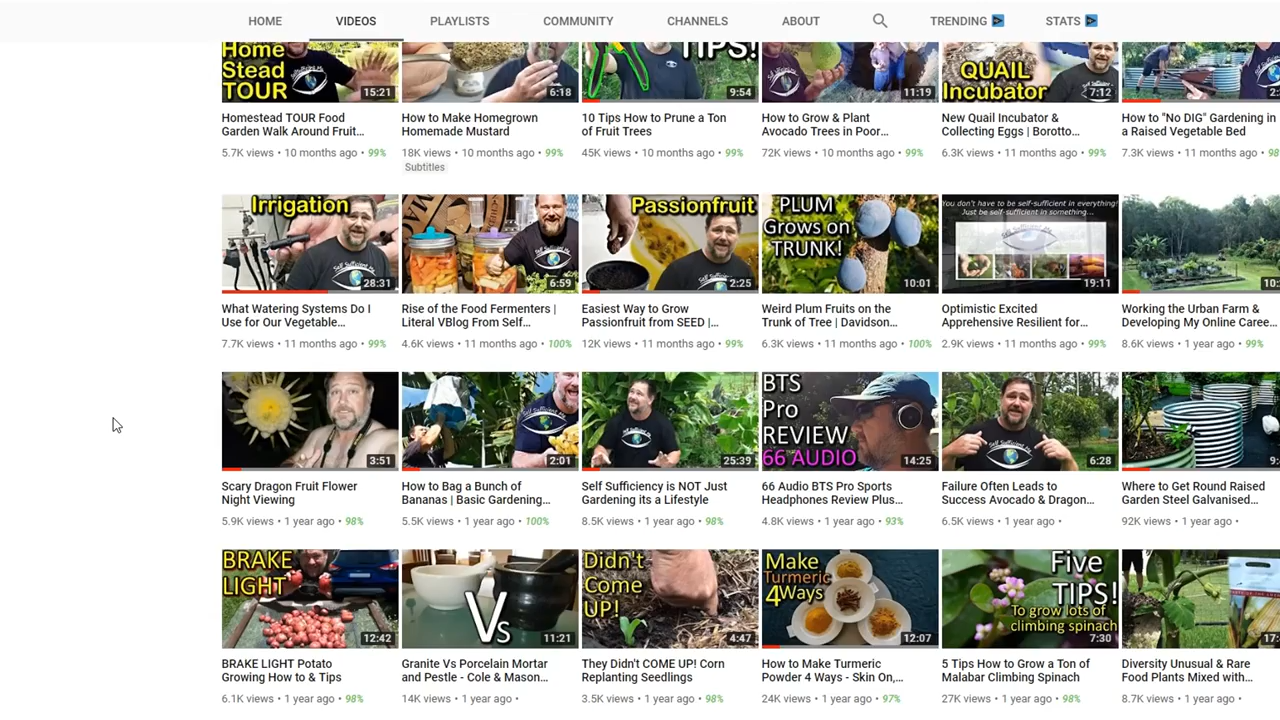 HOME VIDEOS PLAYLISTS COMMUNITY CHANNELS ABOUT TRENDING STATS
Home
Stead
TOUR
15:21
6:18
TIPS!
9:54
11:19
QUAIL
Incubator
7:12
Homestead TOUR Food
Garden Walk Around Fruit...
5.7K views • 10 months ago • 99%
How to Make Homegrown
Homemade Mustard
18K views • 10 months ago • 99%
Subtitles
10 Tips How to Prune a Ton
of Fruit Trees
45K views • 10 months ago • 99%
How to Grow & Plant
Avocado Trees in Poor...
72K views • 10 months ago • 99%
New Quail Incubator &
Collecting Eggs | Borotto...
6.3K views • 11 months ago • 99%
How to "No DIG" Gardening in
a Raised Vegetable Bed
7.3K views • 11 months ago • 98
Irrigation
Self Sufficient Me
28:31
Self Sufficient Me
6:59
Passionfruit
2:25
PLUM
Grows on
TRUNK!
10:01
You don't have to be self-sufficient in everything!
Just be self-sufficient in something...
19:11
10:
What Watering Systems Do I
Use for Our Vegetable...
7.7K views • 11 months ago • 99%
Rise of the Food Fermenters |
Literal VBlog From Self...
4.6K views • 11 months ago • 100%
Easiest Way to Grow
Passionfruit from SEED |...
12K views • 11 months ago • 99%
Weird Plum Fruits on the
Trunk of Tree | Davidson...
6.3K views • 11 months ago • 100%
Optimistic Excited
Apprehensive Resilient for...
2.9K views • 11 months ago • 99%
Working the Urban Farm &
Developing My Online Caree...
8.6K views • 1 year ago • 99%
3:51
2:01
25:39
BTS
Pro
REVIEW
66 AUDIO
14:25
6:28
9:
Scary Dragon Fruit Flower
Night Viewing
5.9K views • 1 year ago • 98%
How to Bag a Bunch of
Bananas | Basic Gardening...
5.5K views • 1 year ago • 100%
Self Sufficiency is NOT Just
Gardening its a Lifestyle
8.5K views • 1 year ago • 98%
66 Audio BTS Pro Sports
Headphones Review Plus...
4.8K views • 1 year ago • 93%
Failure Often Leads to
Success Avocado & Dragon...
6.5K views • 1 year ago •
Where to Get Round Raised
Garden Steel Galvanised...
92K views • 1 year ago •
BRAKE
LIGHT
12:42
Vs
11:21
Didn't
Come
UP!
4:47
Make
Turmeric
4Ways
12:07
Five
TIPS!
To grow lots of
climbing spinach
7:30
17:
BRAKE LIGHT Potato
Growing How to & Tips
6.1K views • 1 year ago • 98%
Granite Vs Porcelain Mortar
and Pestle - Cole & Mason...
14K views • 1 year ago •
They Didn't COME UP! Corn
Replanting Seedlings
3.5K views • 1 year ago • 98%
How to Make Turmeric
Powder 4 Ways - Skin On,...
24K views • 1 year ago • 97%
5 Tips How to Grow a Ton of
Malabar Climbing Spinach
27K views • 1 year ago • 98%
Diversity Unusual & Rare
Food Plants Mixed with...
8.7K views • 1 year ago •